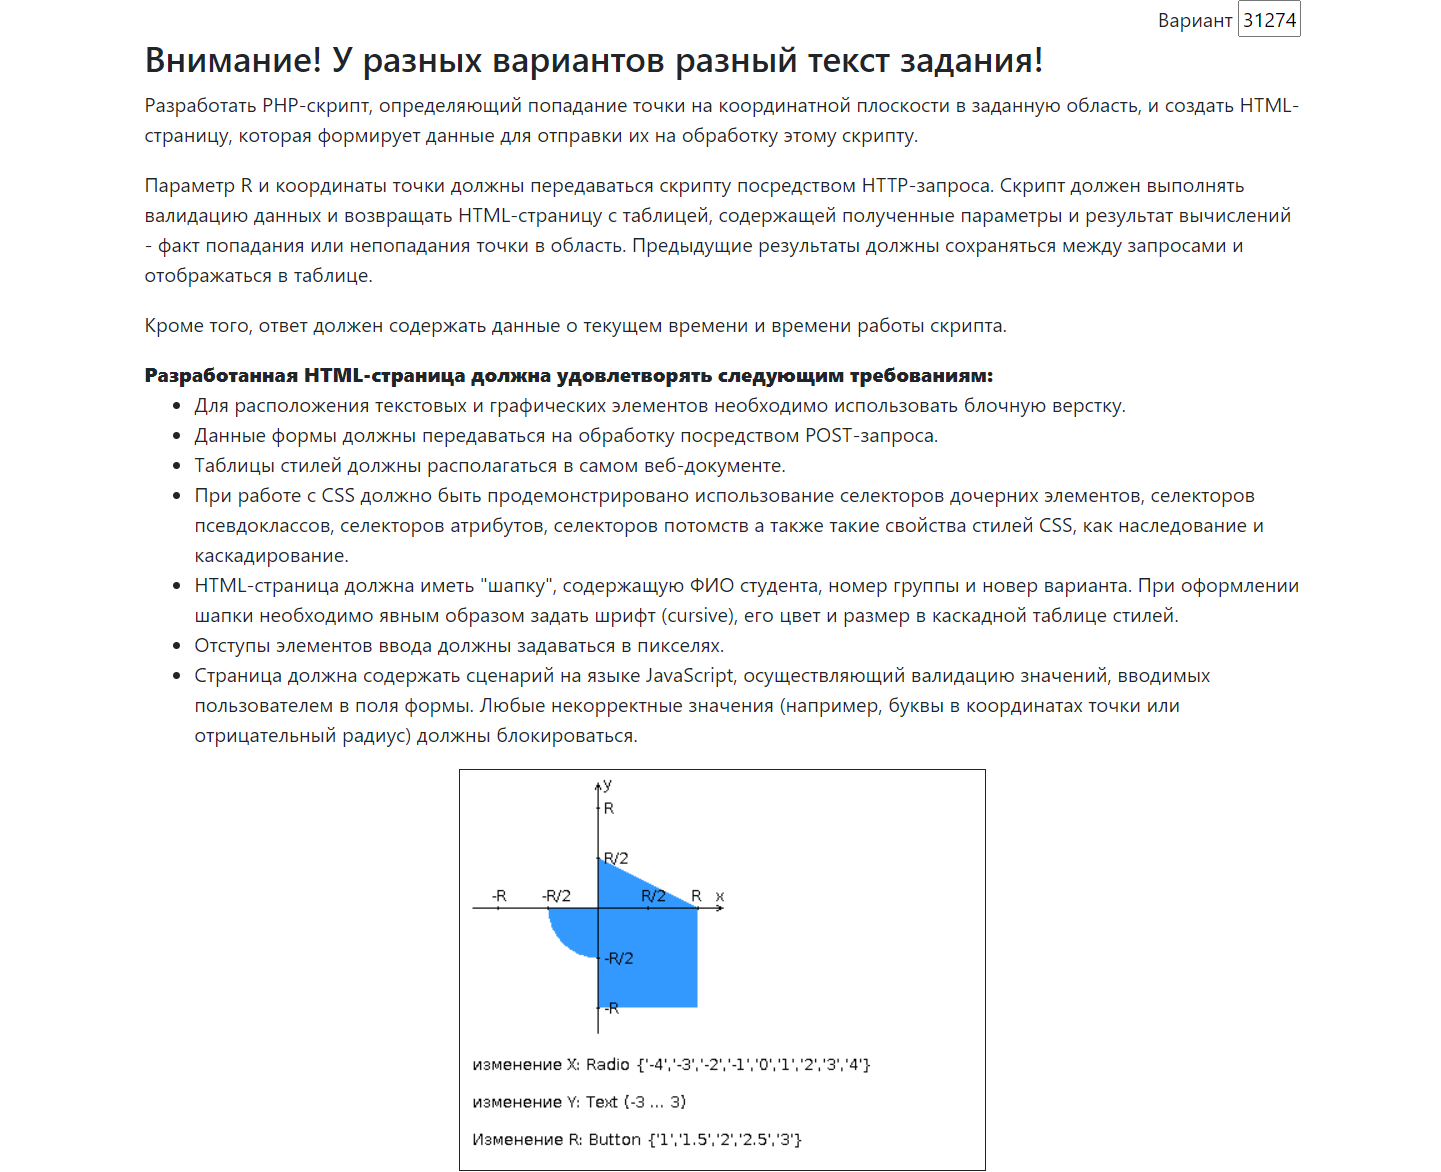 Вариант 31274
Внимание! У разных вариантов разный текст задания!
Разработать PHP-скрипт, определяющий попадание точки на координатной плоскости в заданную область, и создать HTML-
страницу, которая формирует данные для отправки их на обработку этому скрипту.
Параметр R и координаты точки должны передаваться скрипту посредством HTTP-запроса. Скрипт должен выполнять
валидацию данных и возвращать HTML-страницу с таблицей, содержащей полученные параметры и результат вычислений
- факт попадания или непопадания точки в область. Предыдущие результаты должны сохраняться между запросами и
отображаться в таблице.
Кроме того, ответ должен содержать данные о текущем времени и времени работы скрипта.
Разработанная HTML-страница должна удовлетворять следующим требованиям:
• Для расположения текстовых и графических элементов необходимо использовать блочную верстку.
• Данные формы должны передаваться на обработку посредством POST-запроса.
• Таблицы стилей должны располагаться в самом веб-документе.
• При работе с CSS должно быть продемонстрировано использование селекторов дочерних элементов, селекторов
псевдоклассов, селекторов атрибутов, селекторов потомств а также такие свойства стилей CSS, как наследование и
каскадирование.
• HTML-страница должна иметь "шапку", содержащую ФИО студента, номер группы и новер варианта. При оформлении
шапки необходимо явным образом задать шрифт (cursive), его цвет и размер в каскадной таблице стилей.
• Отступы элементов ввода должны задаваться в пикселях.
• Страница должна содержать сценарий на языке JavaScript, осуществляющий валидацию значений, вводимых
пользователем в поля формы. Любые некорректные значения (например, буквы в координатах точки или
отрицательный радиус) должны блокироваться.
y
R
R/2
-R -R/2 R/2 R x
-R/2
-R
изменение X: Radio {'-4','-3','-2','-1','0','1','2','3','4'}
изменение Y: Text (-3 ... 3)
Изменение R: Button {'1','1.5','2','2.5','3'}